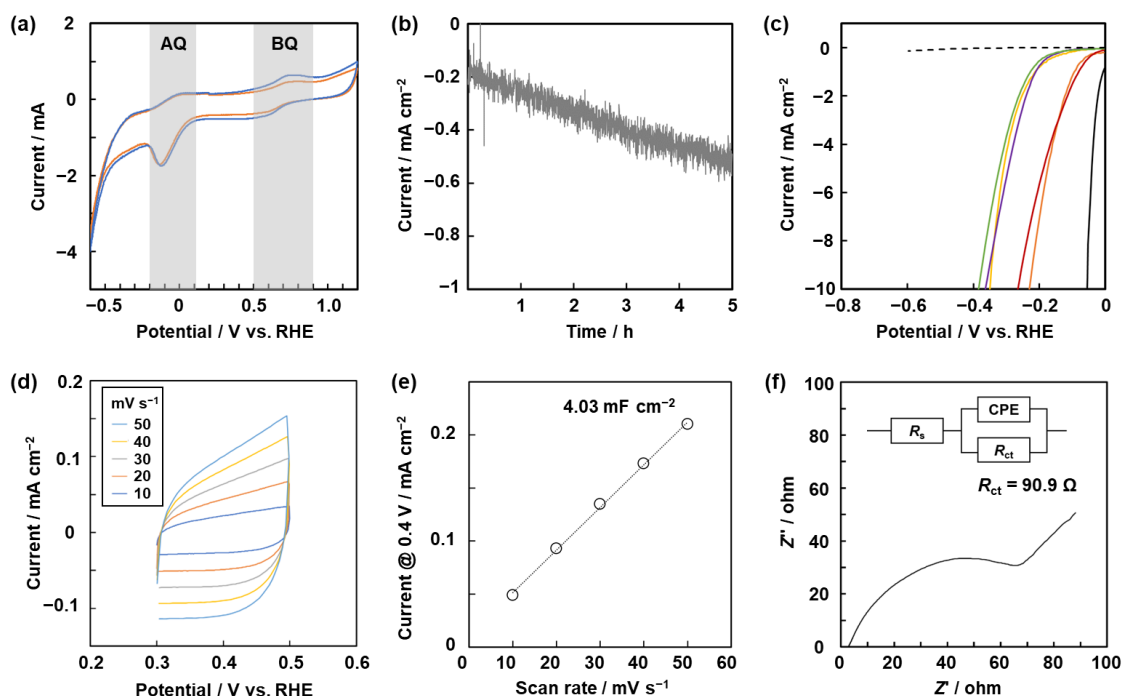 (a)
AQ
BQ
2
1
0
−1
−2
−4
−0.5
0
0.5
1.0
Current / mA
Potential / V vs. RHE
(b)
−0
−0.2
−0.4
−0.6
−0.8
−1
1
2
3
4
5
Current / mA cm⁻²
Time / h
(c)
0
−2
−4
−6
−8
−10
−0.8
−0.6
−0.4
−0.2
0
Current / mA cm⁻²
Potential / V vs. RHE
(d)
0.2
0.1
0
−0.1
mV s⁻¹
50
40
30
20
10
0.2
0.3
0.4
0.5
0.6
Current / mA cm⁻²
Potential / V vs. RHE
(e)
4.03 mF cm⁻²
0.2
0.1
0
0
10
20
30
40
50
60
Current @ 0.4 V / mA cm⁻²
Scan rate / mV s⁻¹
(f)
100
80
60
40
20
0
CPE
Rs
Rct
Rct = 90.9 Ω
0
20
40
60
80
100
Z'' / ohm
Z' / ohm